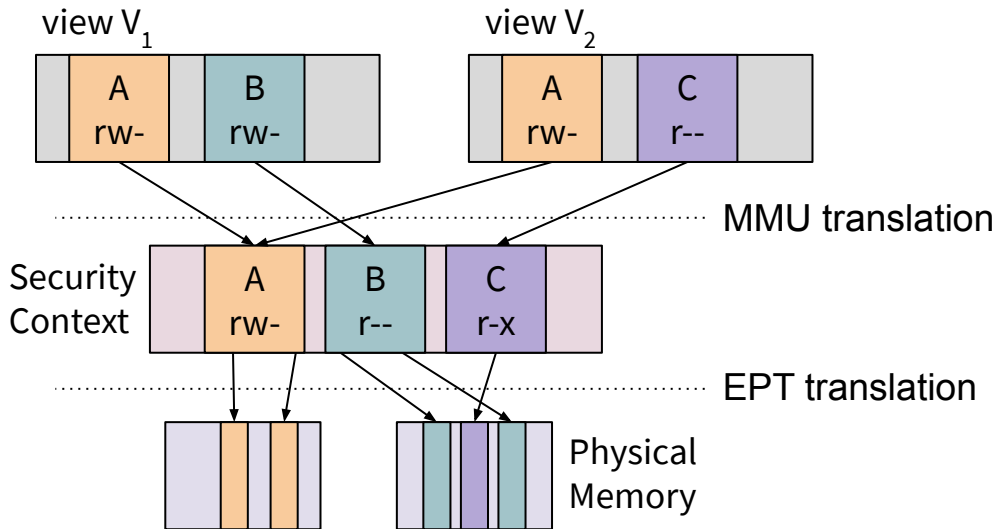 view V₁
view V₂
A
rw-
B
rw-
A
rw-
C
r--
MMU translation
Security
Context
A
rw-
B
r--
C
r-x
EPT translation
Physical
Memory